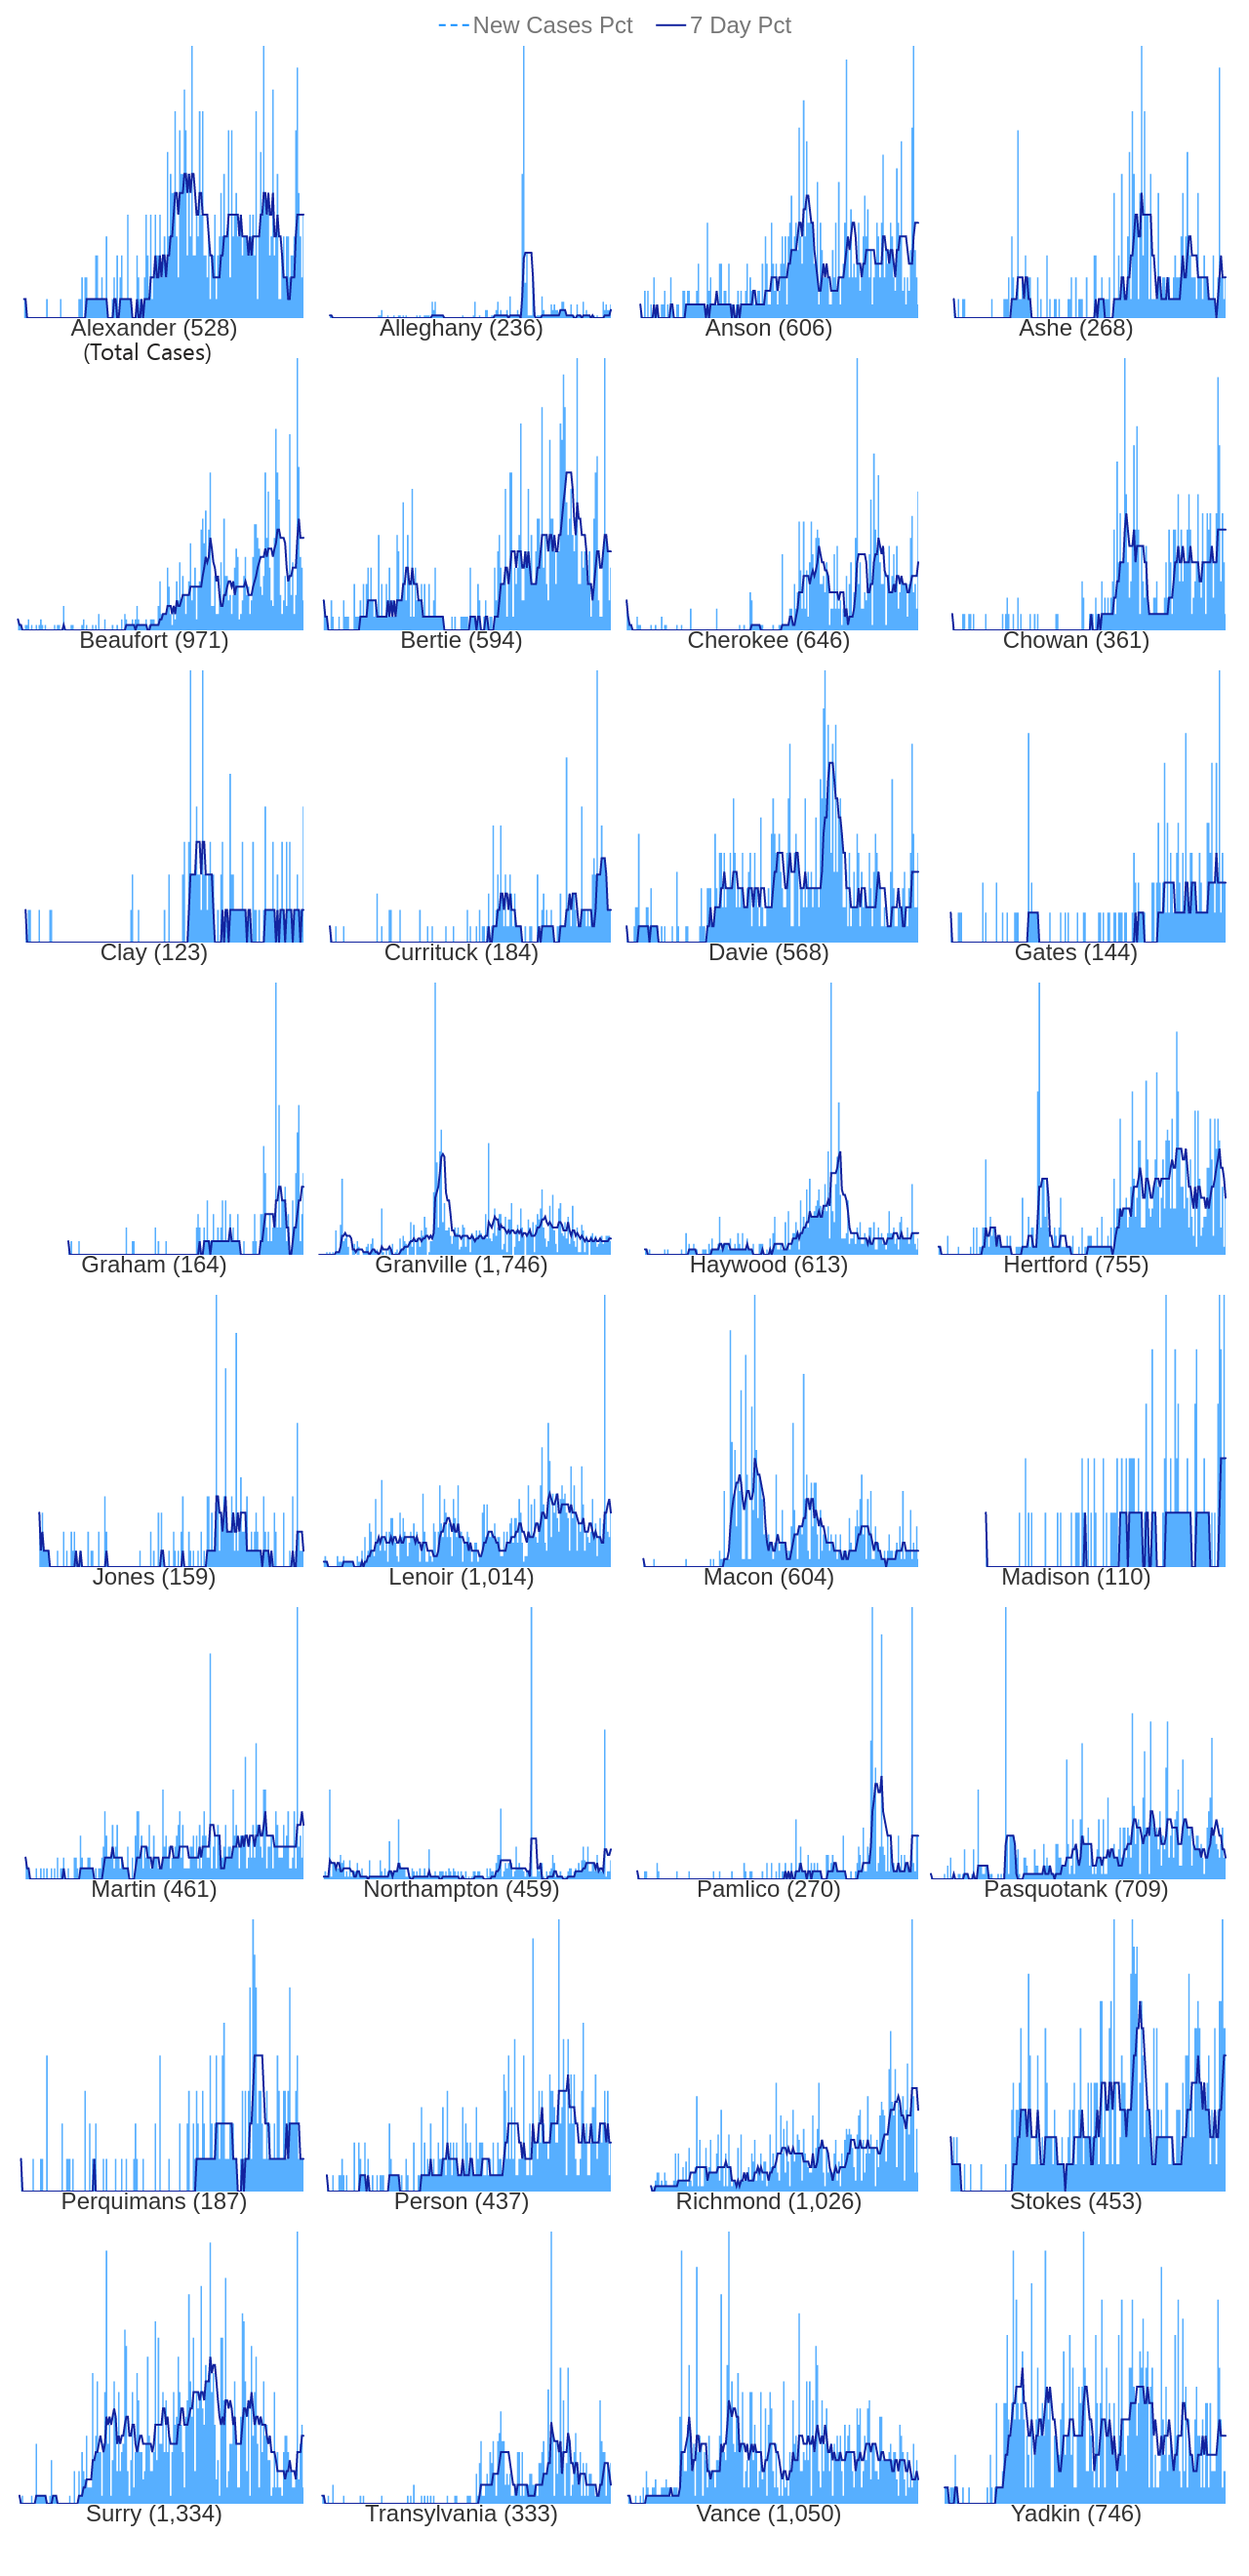 New Cases Pct 7 Day Pct
Alexander (528) Alleghany (236) Anson (606) Ashe (268)
(Total Cases)
Beaufort (971) Bertie (594) Cherokee (646) Chowan (361)
Clay (123) Currituck (184) Davie (568) Gates (144)
Graham (164) Granville (1,746) Haywood (613) Hertford (755)
Jones (159) Lenoir (1,014) Macon (604) Madison (110)
Martin (461) Northampton (459) Pamlico (270) Pasquotank (709)
Perquimans (187) Person (437) Richmond (1,026) Stokes (453)
Surry (1,334) Transylvania (333) Vance (1,050) Yadkin (746)